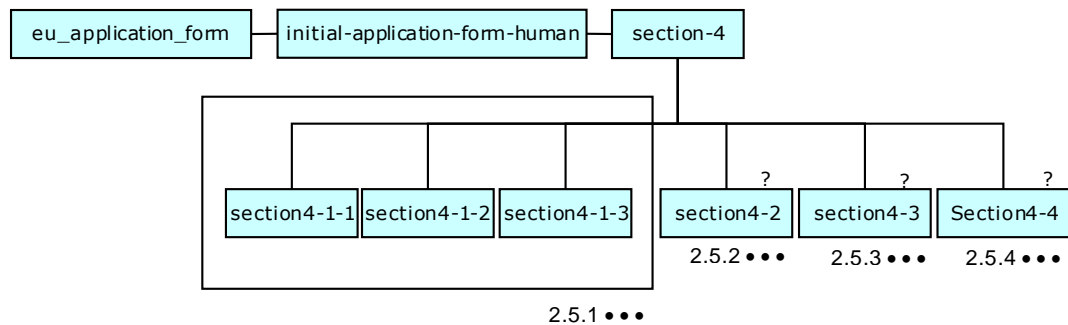 eu_application_form initial-application-form-human section-4
? ? ?
section4-1-1 section4-1-2 section4-1-3 section4-2 section4-3 Section4-4
2.5.2 ••• 2.5.3 ••• 2.5.4 •••
2.5.1 •••